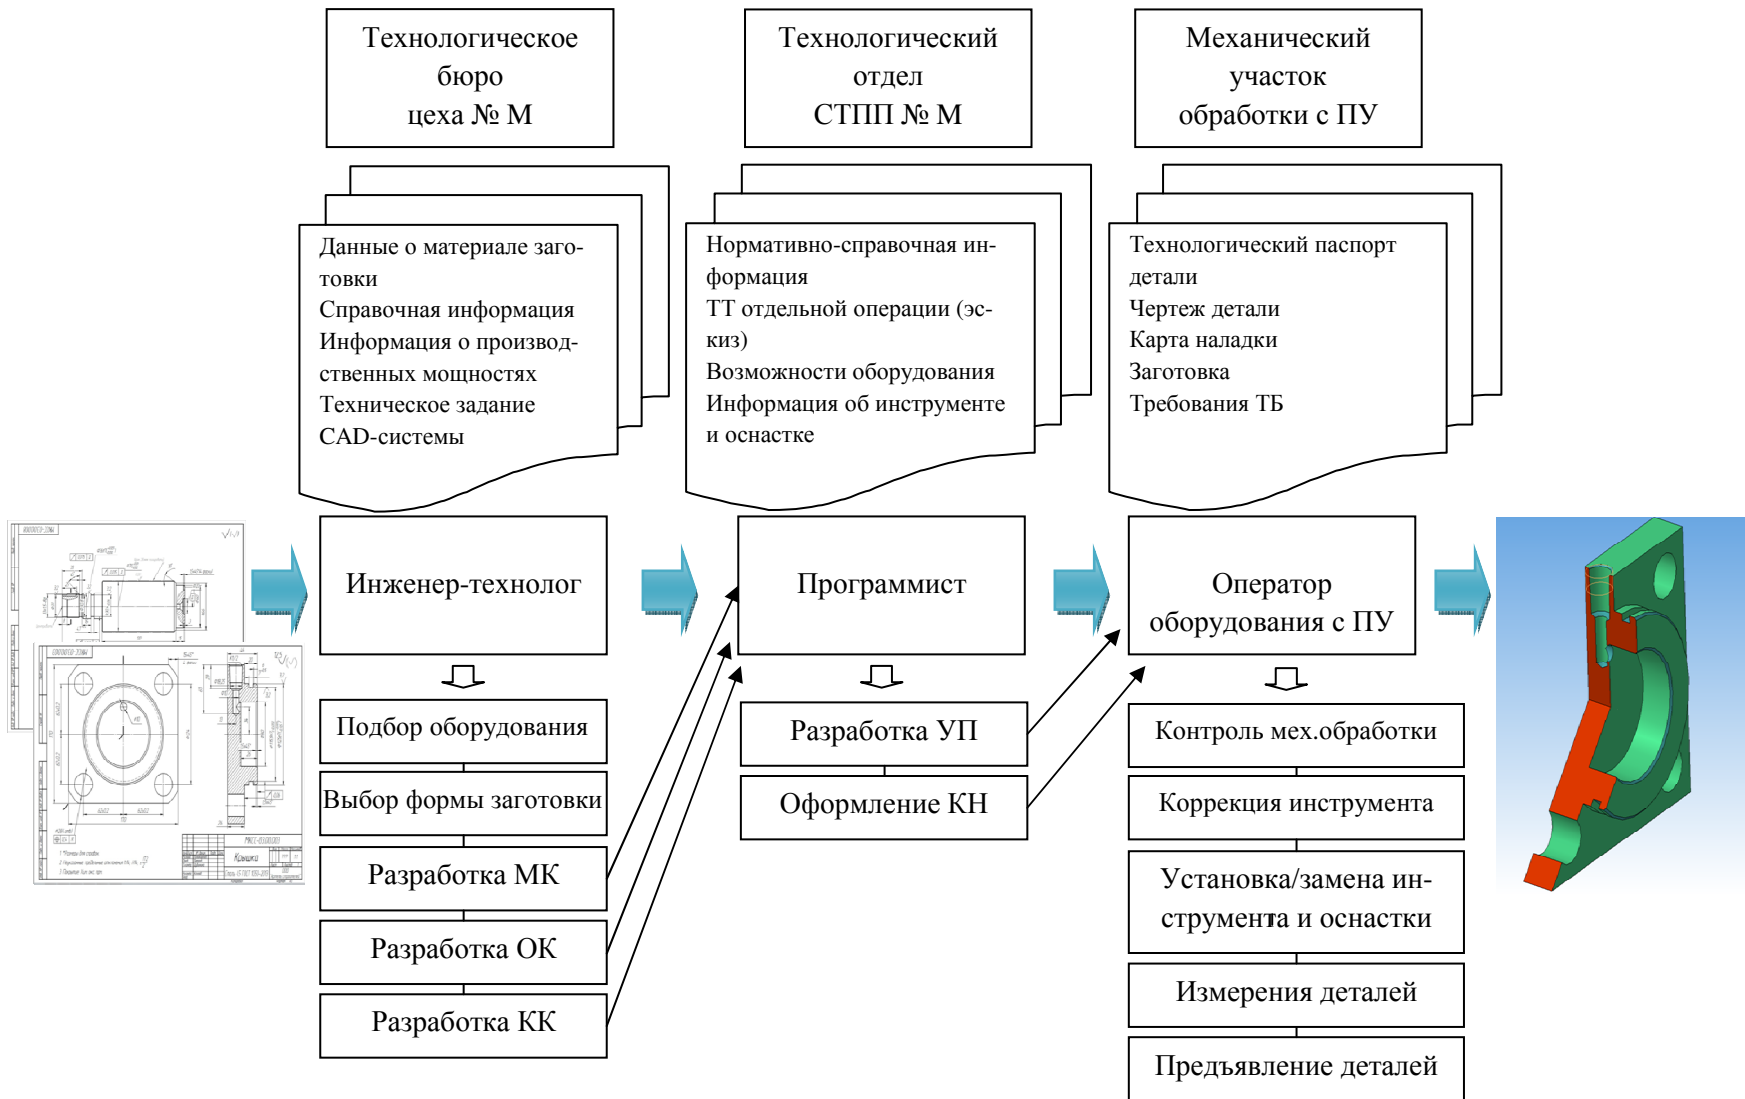 Технологическое
бюро
цеха № М
Технологический
отдел
СТПП № М
Механический
участок
обработки с ПУ
Данные о материале заго-
товки
Справочная информация
Информация о производ-
ственных мощностях
Техническое задание
CAD-системы
Нормативно-справочная ин-
формация
ТТ отдельной операции (эс-
киз)
Возможности оборудования
Информация об инструменте
и оснастке
Технологический паспорт
детали
Чертеж детали
Карта наладки
Заготовка
Требования ТБ
Инженер-технолог
Программист
Оператор
оборудования с ПУ
Подбор оборудования
Выбор формы заготовки
Разработка МК
Разработка ОК
Разработка КК
Разработка УП
Оформление КН
Контроль мех.обработки
Коррекция инструмента
Установка/замена ин-
струмента и оснастки
Измерения деталей
Предъявление деталей
Крышка